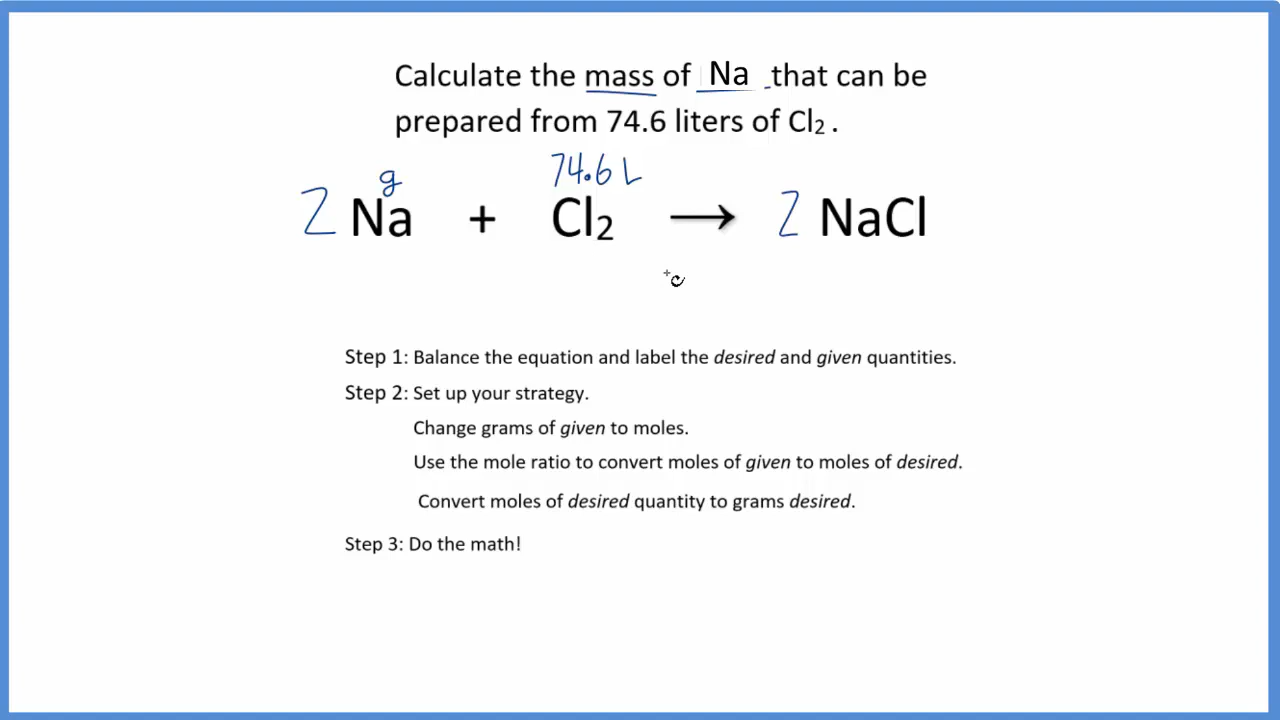 Calculate the mass of Na that can be
prepared from 74.6 liters of Cl₂ .
g 74.6 L
2 Na + Cl₂ → 2 NaCl
Step 1: Balance the equation and label the desired and given quantities.
Step 2: Set up your strategy.
Change grams of given to moles.
Use the mole ratio to convert moles of given to moles of desired.
Convert moles of desired quantity to grams desired.
Step 3: Do the math!